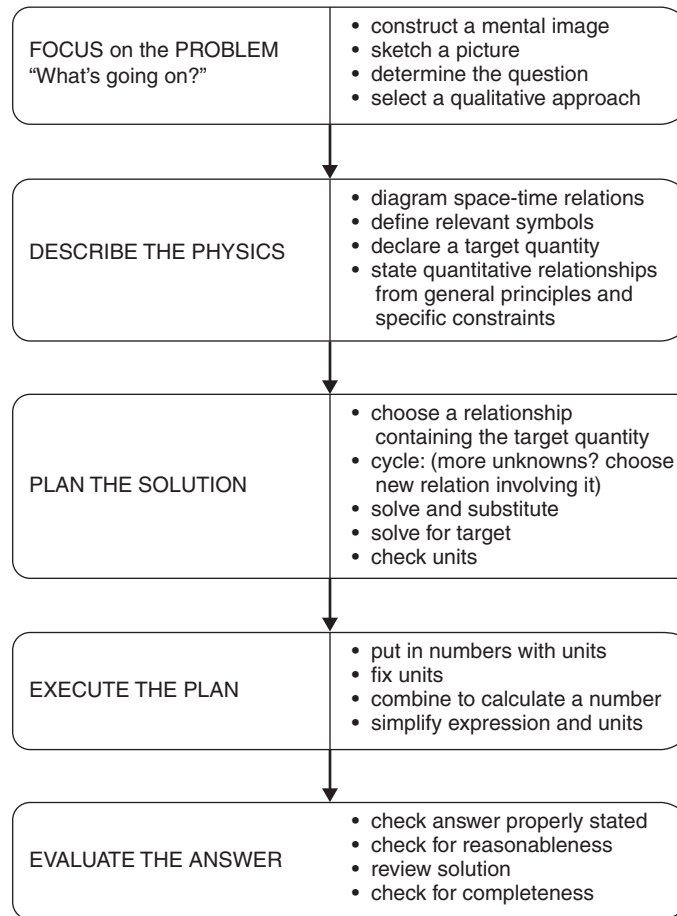 FOCUS on the PROBLEM
“What’s going on?”
• construct a mental image
• sketch a picture
• determine the question
• select a qualitative approach
DESCRIBE THE PHYSICS
• diagram space-time relations
• define relevant symbols
• declare a target quantity
• state quantitative relationships
from general principles and
specific constraints
PLAN THE SOLUTION
• choose a relationship
containing the target quantity
• cycle: (more unknowns? choose
new relation involving it)
• solve and substitute
• solve for target
• check units
EXECUTE THE PLAN
• put in numbers with units
• fix units
• combine to calculate a number
• simplify expression and units
EVALUATE THE ANSWER
• check answer properly stated
• check for reasonableness
• review solution
• check for completeness